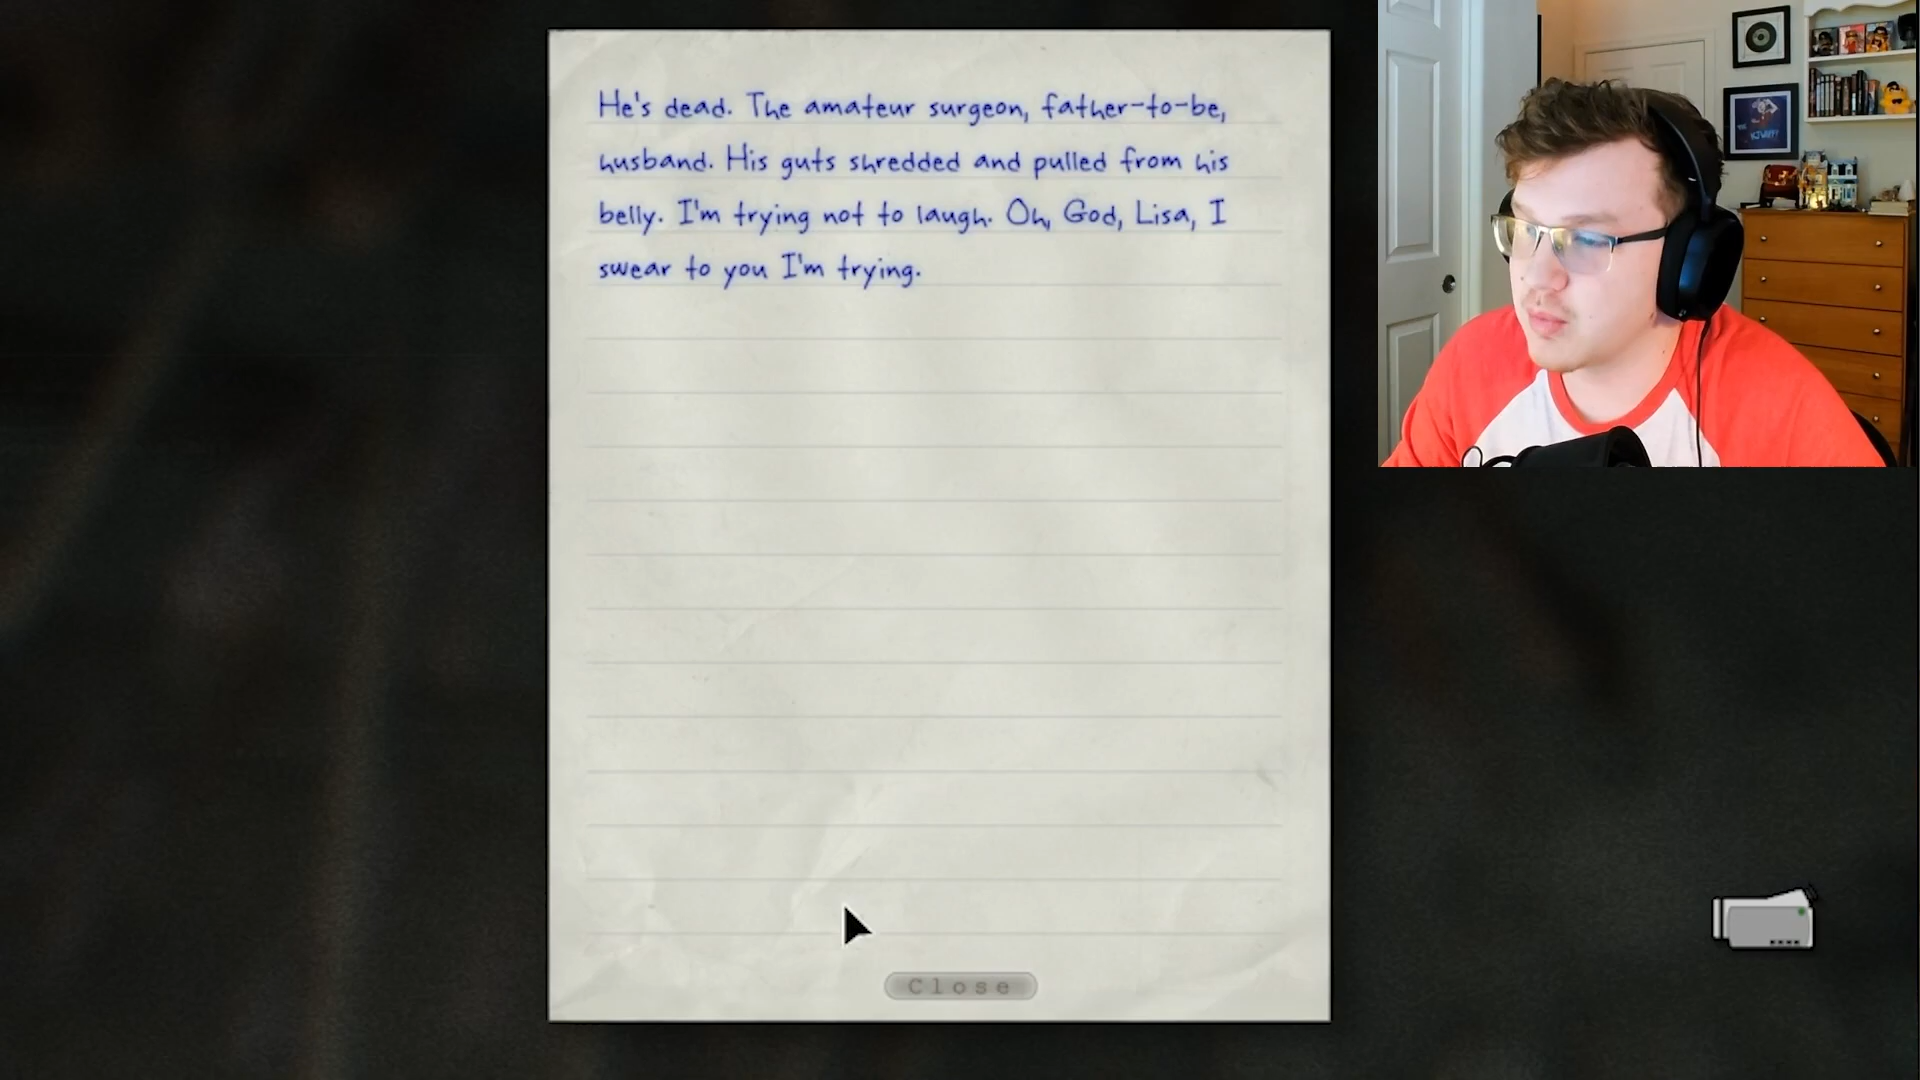 He's dead. The amateur surgeon, father-to-be,
husband. His guts shredded and pulled from his
belly. I'm trying not to laugh. Oh, God, Lisa, I
swear to you I'm trying.
Close